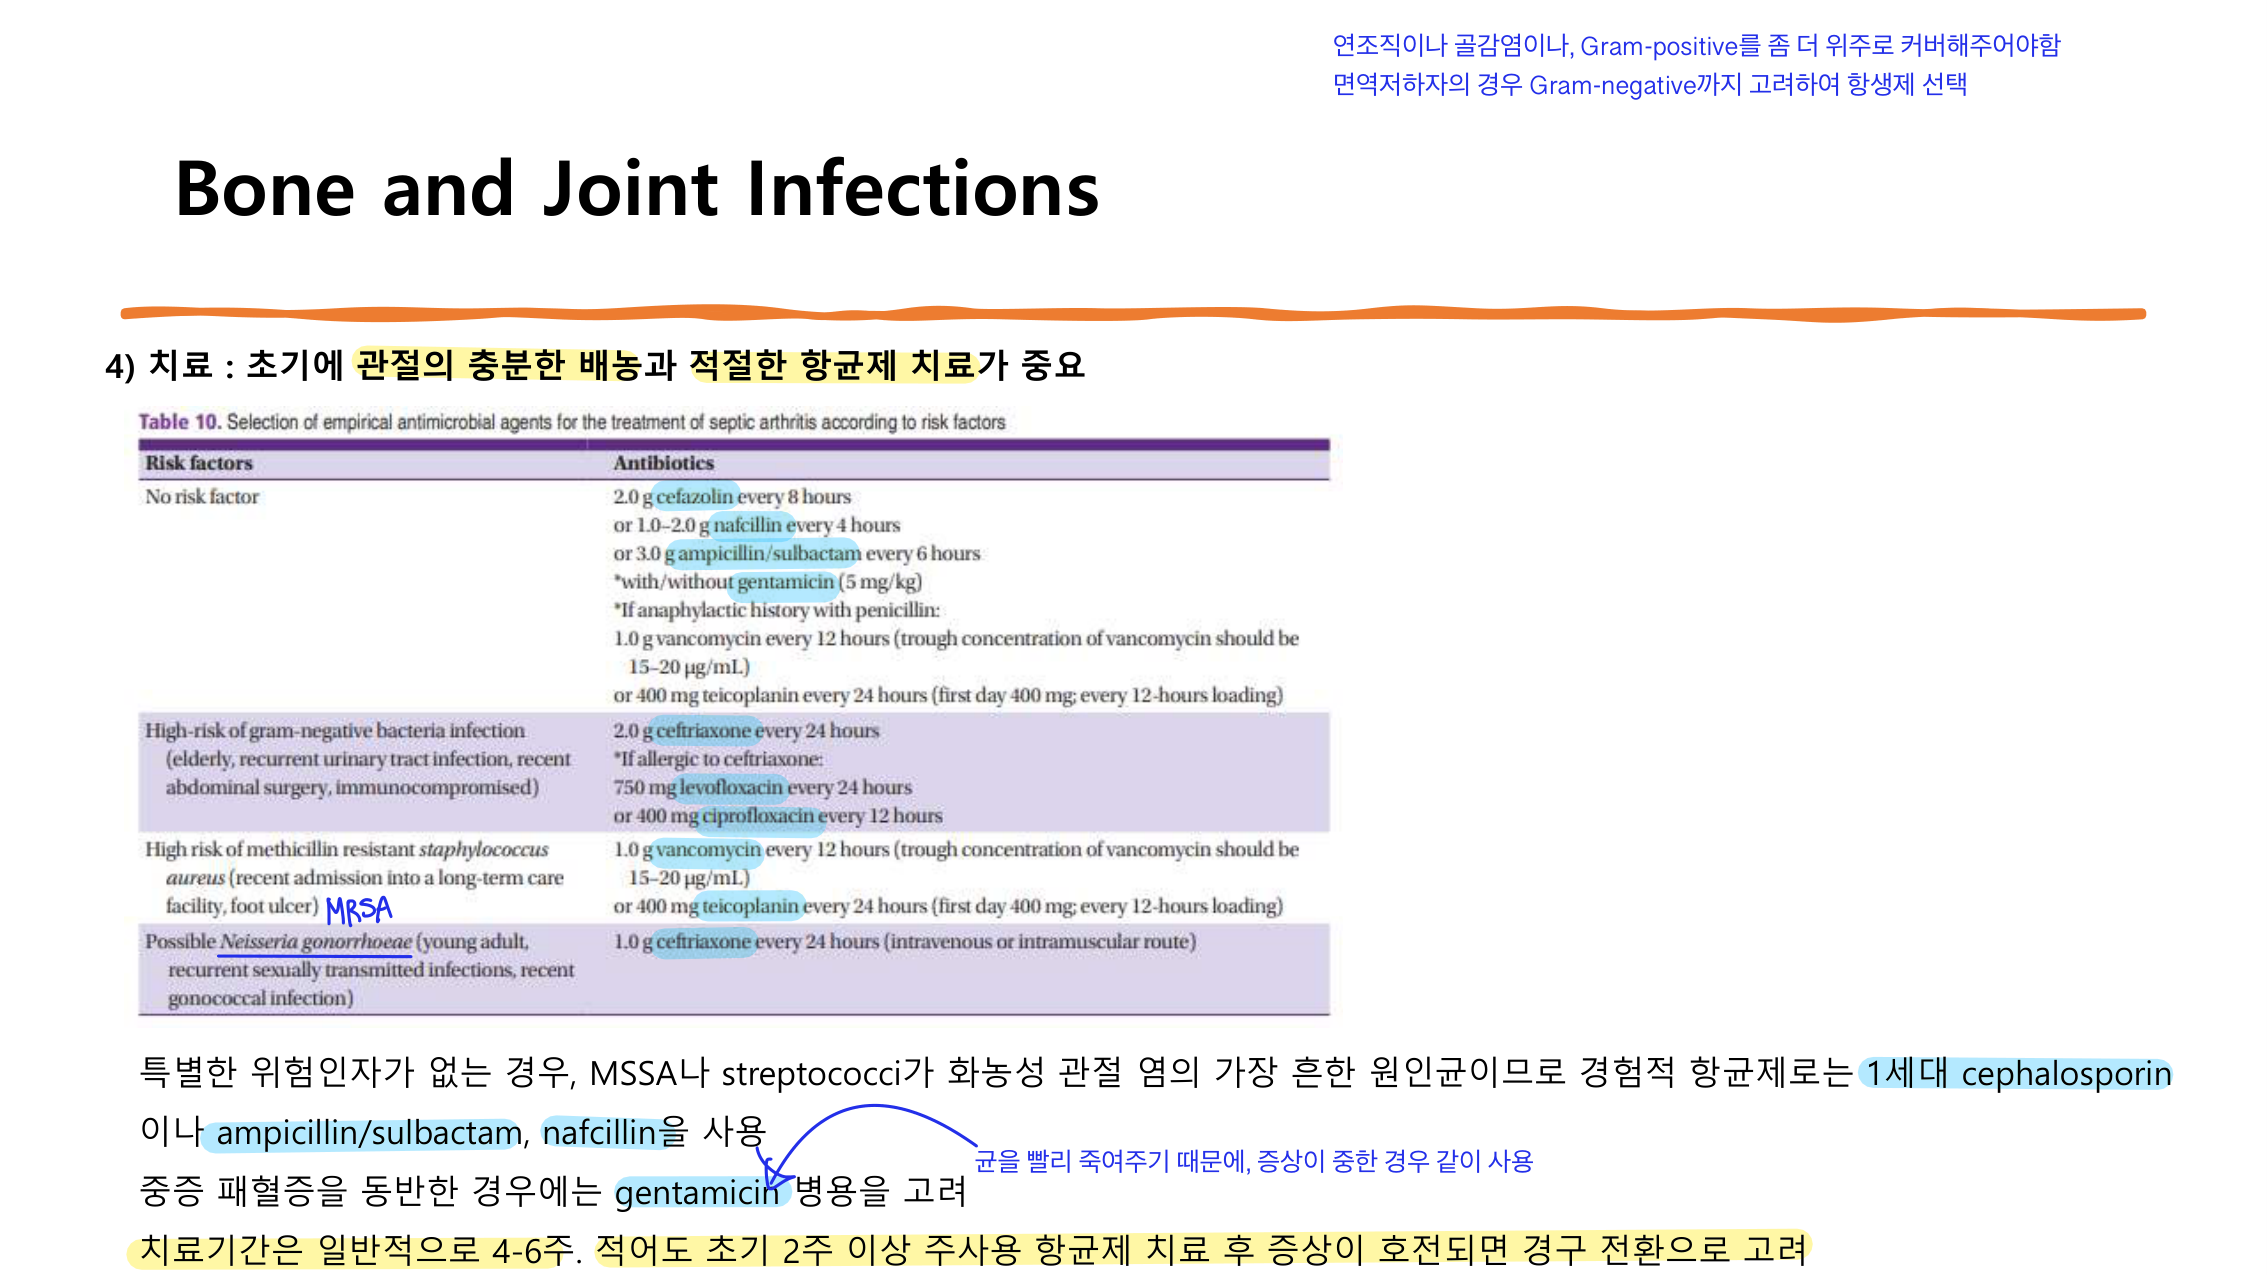 연조직이나 골감염이나, Gram-positive를 좀 더 위주로 커버해주어야함
면역저하자의 경우 Gram-negative까지 고려하여 항생제 선택
Bone and Joint Infections
4) 치료 : 초기에 관절의 충분한 배농과 적절한 항균제 치료가 중요
Table 10. Selection of empirical antimicrobial agents for the treatment of septic arthritis according to risk factors
Risk factors Antibiotics
No risk factor 2.0 g cefazolin every 8 hours
or 1.0–2.0 g nafcillin every 4 hours
or 3.0 g ampicillin/sulbactam every 6 hours
*with/without gentamicin (5 mg/kg)
*If anaphylactic history with penicillin:
1.0 g vancomycin every 12 hours (trough concentration of vancomycin should be
15–20 μg/mL)
or 400 mg teicoplanin every 24 hours (first day 400 mg; every 12-hours loading)
High-risk of gram-negative bacteria infection 2.0 g ceftriaxone every 24 hours
(elderly, recurrent urinary tract infection, recent *If allergic to ceftriaxone:
abdominal surgery, immunocompromised) 750 mg levofloxacin every 24 hours
or 400 mg ciprofloxacin every 12 hours
High risk of methicillin resistant staphylococcus 1.0 g vancomycin every 12 hours (trough concentration of vancomycin should be
aureus (recent admission into a long-term care 15–20 μg/mL)
facility, foot ulcer) MRSA or 400 mg teicoplanin every 24 hours (first day 400 mg; every 12-hours loading)
Possible Neisseria gonorrhoeae (young adult, 1.0 g ceftriaxone every 24 hours (intravenous or intramuscular route)
recurrent sexually transmitted infections, recent
gonococcal infection)
특별한 위험인자가 없는 경우, MSSA나 streptococci가 화농성 관절 염의 가장 흔한 원인균이므로 경험적 항균제로는 1세대 cephalosporin
이나 ampicillin/sulbactam, nafcillin을 사용
균을 빨리 죽여주기 때문에, 증상이 중한 경우 같이 사용
중증 패혈증을 동반한 경우에는 gentamicin 병용을 고려
치료기간은 일반적으로 4-6주. 적어도 초기 2주 이상 주사용 항균제 치료 후 증상이 호전되면 경구 전환으로 고려